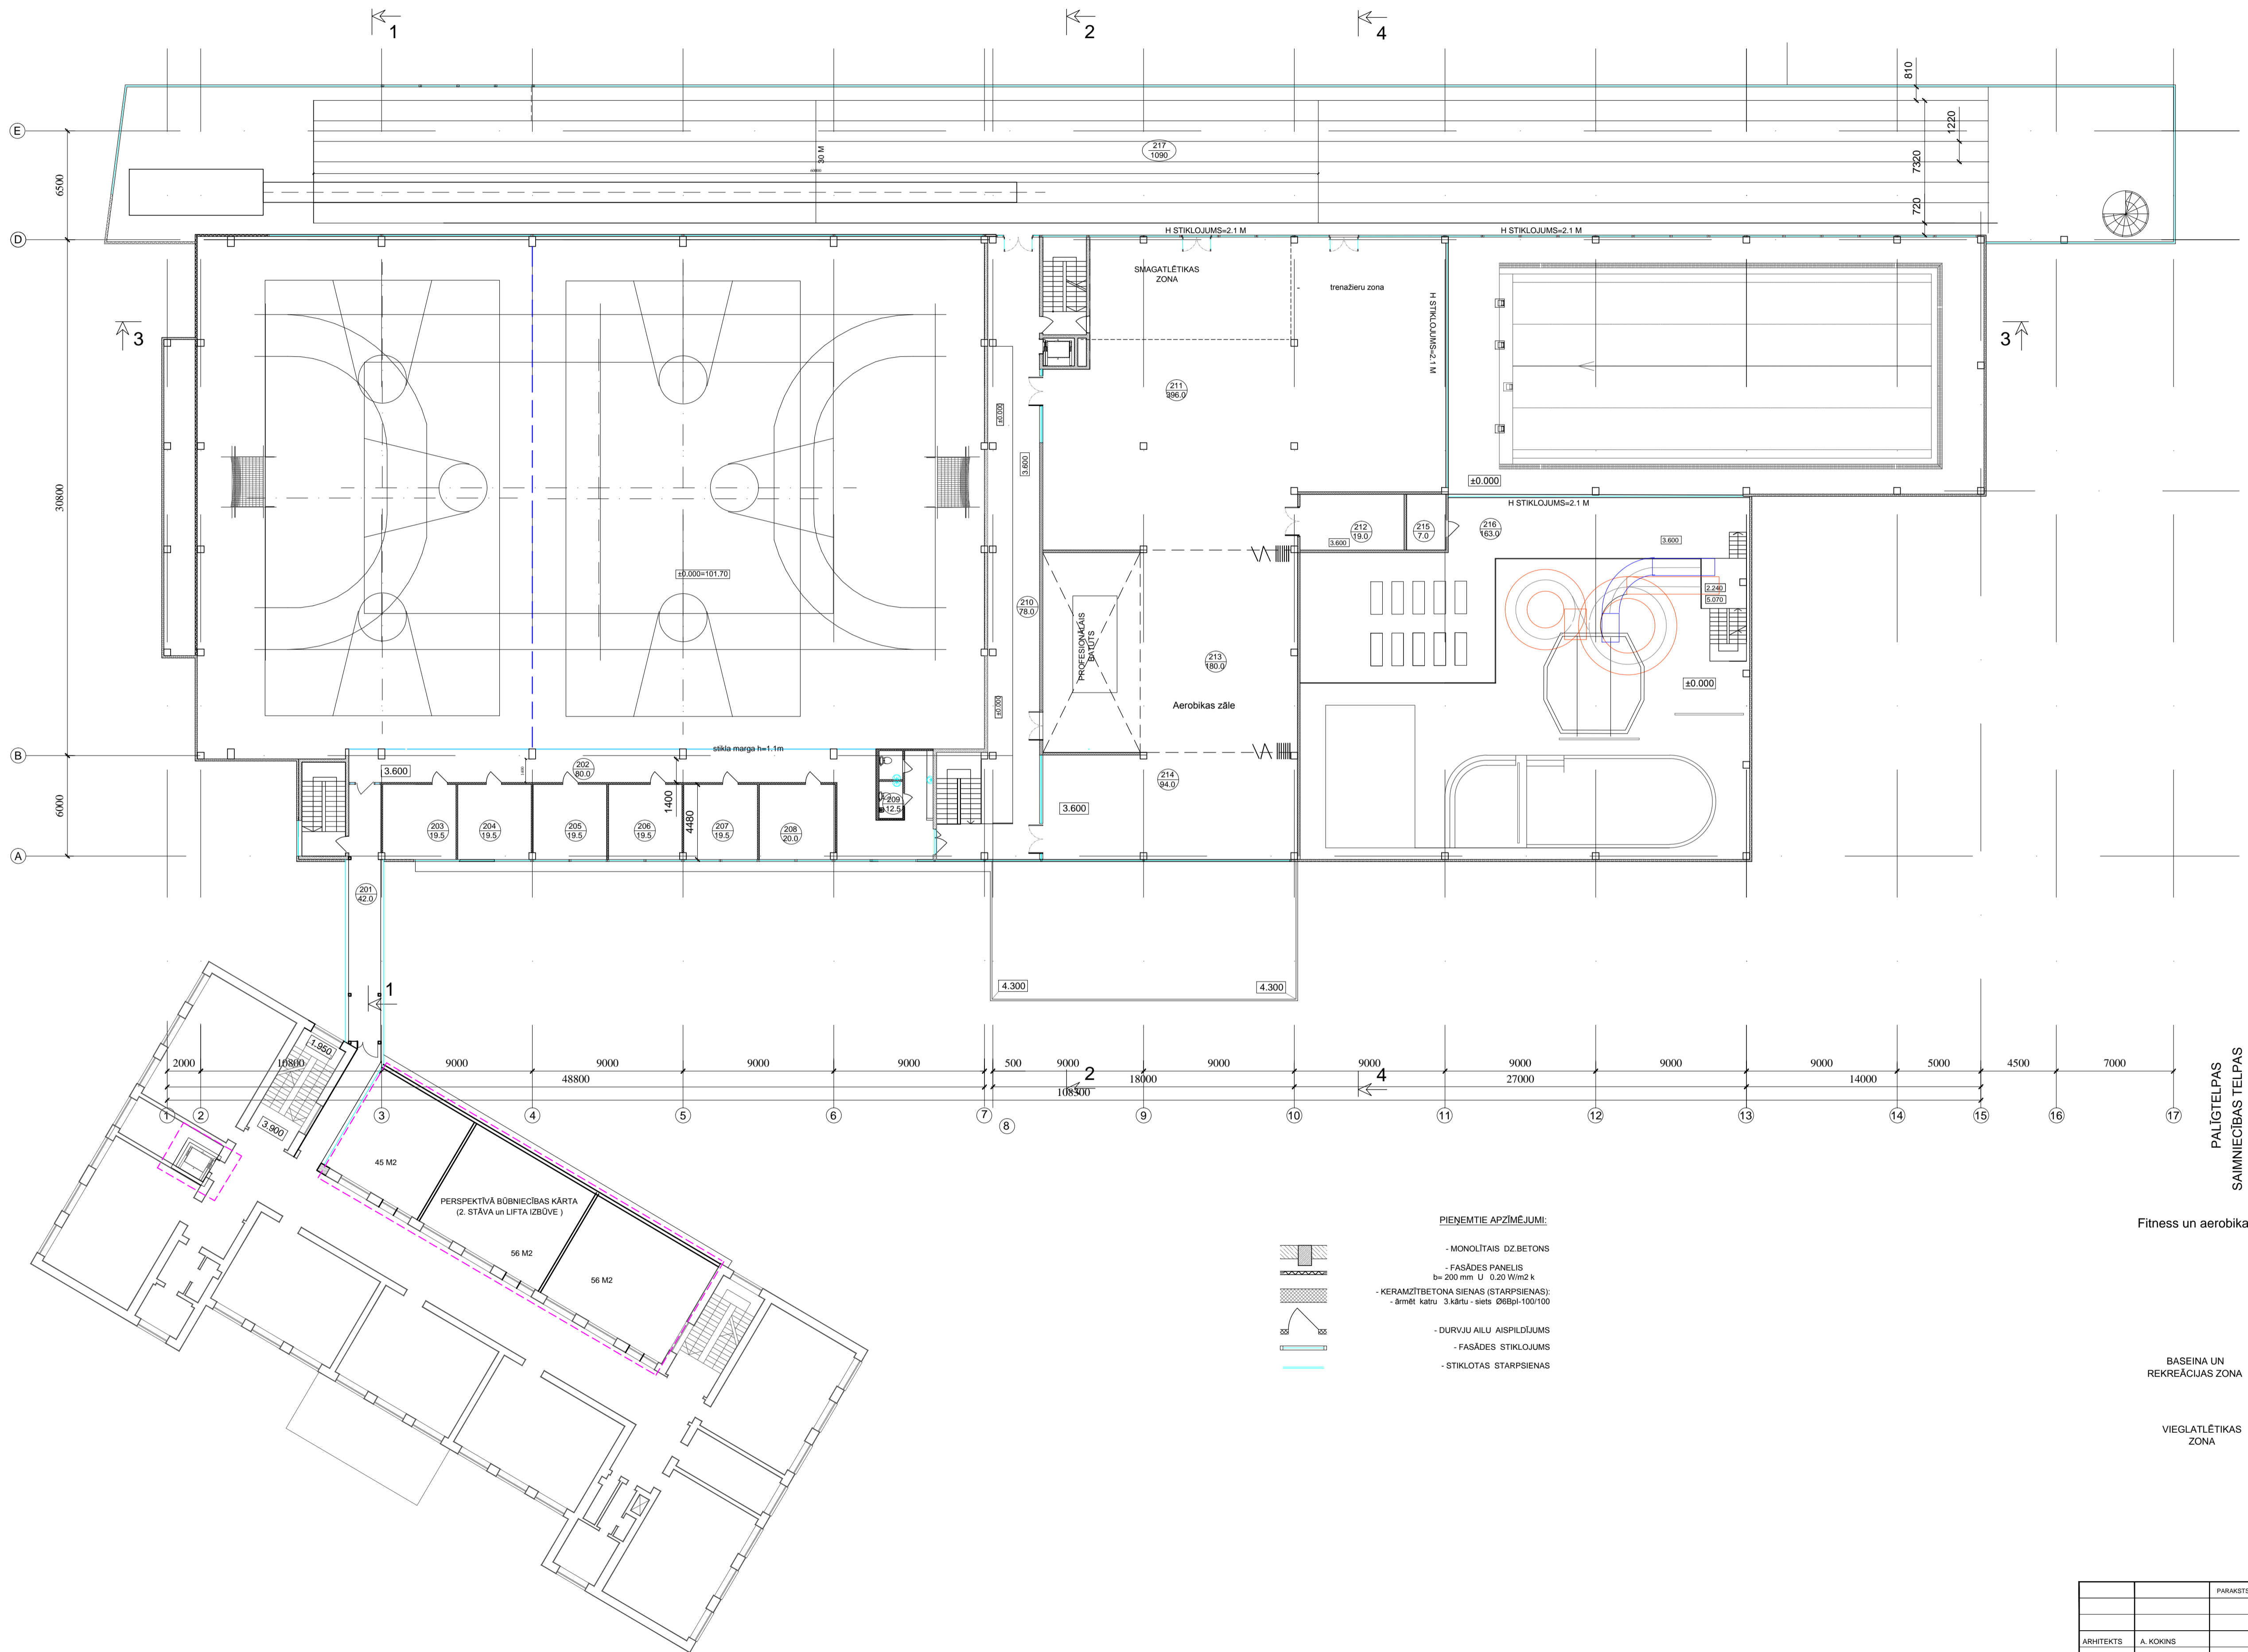 1
2
4
810
E
1220
217
1090
30 M
7320
6500
720
D
H STIKLOJUMS=2.1 M
H STIKLOJUMS=2.1 M
SMAGATLĒTIKAS
ZONA
trenažieru zona
H STIKLOJUMS=2.1 M
3
3
211
396.0
±0.000
3.600
±0.000
30800
H STIKLOJUMS=2.1 M
212
19.0
215
7.0
216
163.0
3.600
3.600
±0,000=101,70
2.240
5.070
210
78.0
PROFESIONĀLAIS
BATUTS
213
180.0
±0.000
±0.000
Aerobikas zāle
B
stikla marga h=1.1m
3.600
202
80.0
214
94.0
1400
4480
209
12.5
3.600
6000
203
19.5
204
19.5
205
19.5
206
19.5
207
19.5
208
20.0
A
201
42.0
4.300
4.300
1
1.950
2000
10800
9000
9000
9000
9000
500
9000
9000
9000
9000
9000
9000
5000
4500
7000
2
4
48800
18000
27000
14000
108300
1
2
3
4
5
6
7
8
9
10
11
12
13
14
15
16
17
3.900
PALĪGTELPAS
SAIMNIECĪBAS TELPAS
45 M2
PERSPEKTĪVĀ BŪBNIECĪBAS KĀRTA
(2. STĀVA un LIFTA IZBŪVE )
56 M2
56 M2
PIEŅEMTIE APZĪMĒJUMI:
- MONOLĪTAIS DZ.BETONS
- FASĀDES PANELIS
b= 200 mm U 0.20 W/m2 k
- KERAMZĪTBETONA SIENAS (STARPSIENAS):
- ārmēt katru 3.kārtu - siets Ø6BpI-100/100
- DURVJU AILU AISPILDĪJUMS
- FASĀDES STIKLOJUMS
- STIKLOTAS STARPSIENAS
Fitness un aerobika
BASEINA UN
REKREĀCIJAS ZONA
VIEGLATLĒTIKAS
ZONA
PARAKSTS
ARHITEKTS A. KOKINS